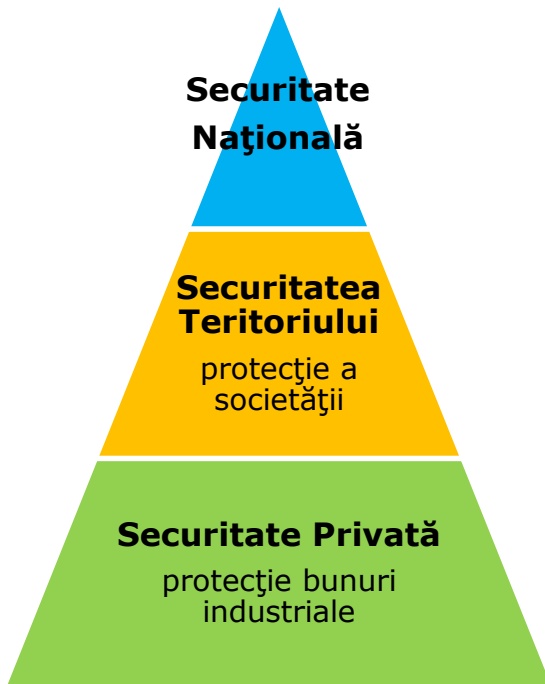 Securitate
Naţională
Securitatea
Teritoriului
protecţie a
societăţii
Securitate Privată
protecţie bunuri
industriale